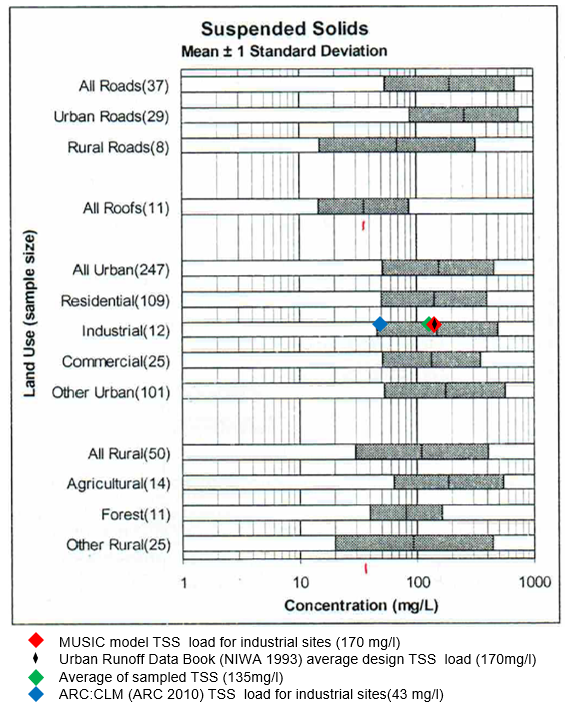 Suspended Solids
Mean ± 1 Standard Deviation
All Roads(37)
Urban Roads(29)
Rural Roads(8)
All Roofs(11)
Land Use (sample size)
All Urban(247)
Residential(109)
Industrial(12)
Commercial(25)
Other Urban(101)
All Rural(50)
Agricultural(14)
Forest(11)
Other Rural(25)
1 10 100 1000
Concentration (mg/L)
MUSIC model TSS load for industrial sites (170 mg/l)
Urban Runoff Data Book (NIWA 1993) average design TSS load (170mg/l)
Average of sampled TSS (135mg/l)
ARC:CLM (ARC 2010) TSS load for industrial sites(43 mg/l)